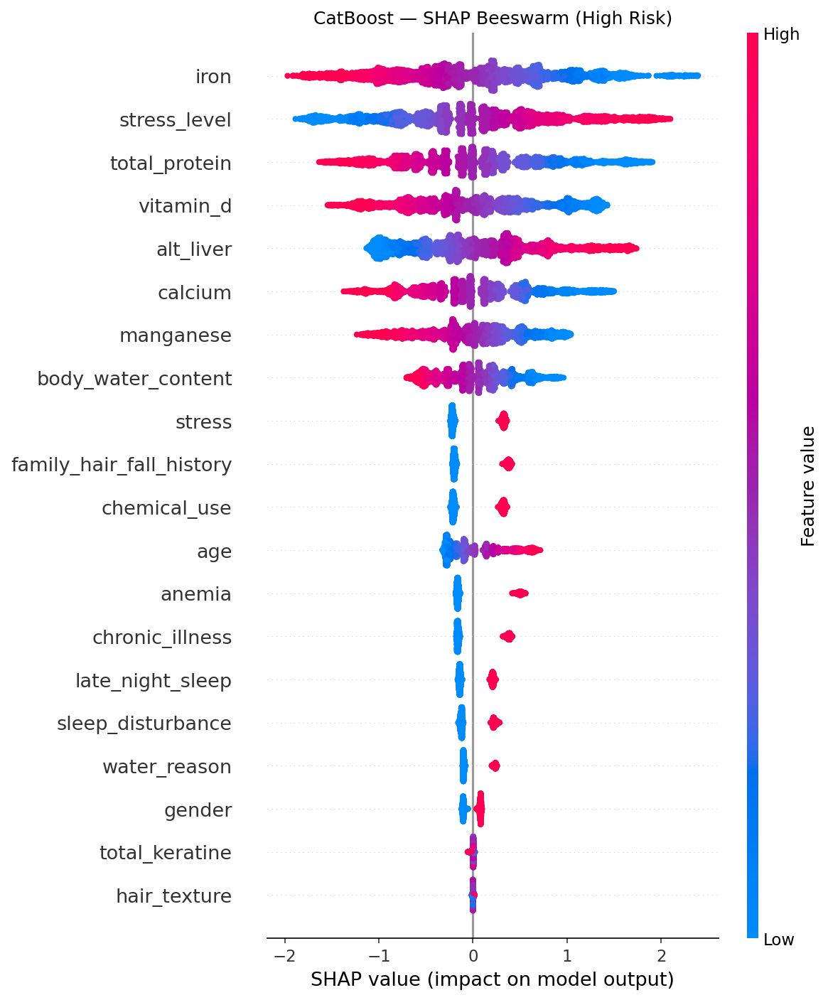 CatBoost — SHAP Beeswarm (High Risk)
High
iron
stress_level
total_protein
vitamin_d
alt_liver
calcium
manganese
body_water_content
stress
family_hair_fall_history
chemical_use
age
anemia
chronic_illness
late_night_sleep
sleep_disturbance
water_reason
gender
total_keratine
hair_texture
Feature value
Low
−2 −1 0 1 2
SHAP value (impact on model output)